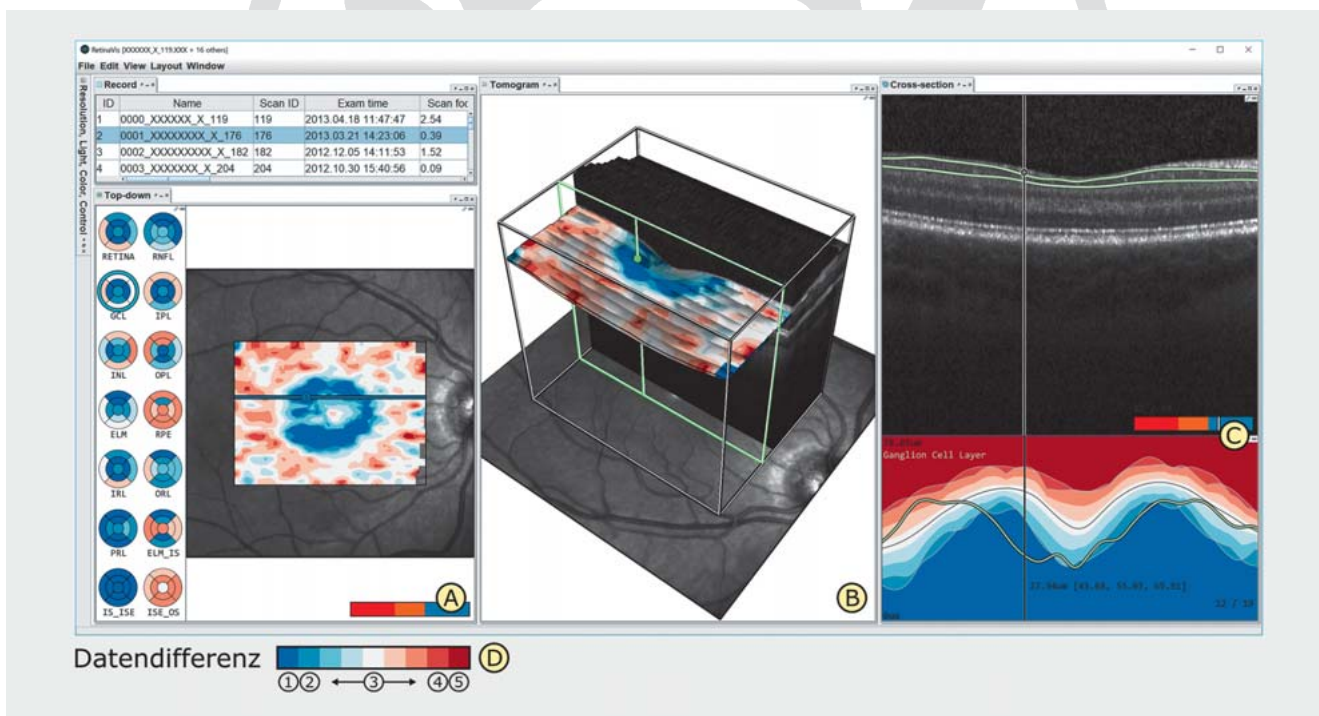 RetinaVis [XXXXXXX_X_119.XXX + 16 others]
File Edit View Layout Window
Resolution, Light, Color, Control
Record
ID Name Scan ID Exam time Scan foc
1 0000_XXXXXX_X_119 119 2013.04.18 11:47:47 2.54
2 0001_XXXXXXXX_X_176 176 2013.03.21 14:23:06 0.39
3 0002_XXXXXXXXX_X_182 182 2012.12.05 14:11:53 1.52
4 0003_XXXXXXX_X_204 204 2012.10.30 15:40:56 0.09
Top-down
RETINA RNFL
GCL IPL
INL OPL
ELM RPE
IRL ORL
PRL ELM_IS
IS_ISE ISE_OS
A
Tomogram
B
Cross-section
C
Ganglion Cell Layer
Datendifferenz
D
1 2 3 4 5